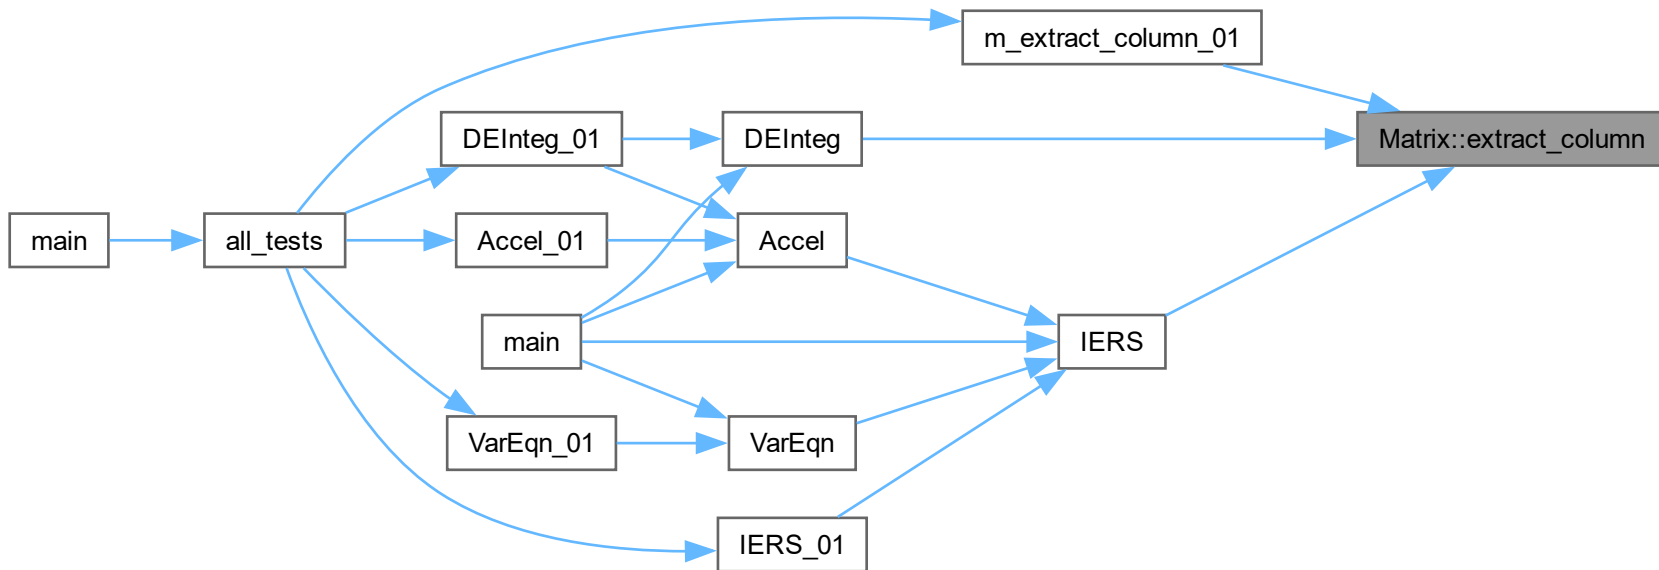 m_extract_column_01
DEInteg_01
DEInteg
Matrix::extract_column
main
all_tests
Accel_01
Accel
main
IERS
VarEqn_01
VarEqn
IERS_01